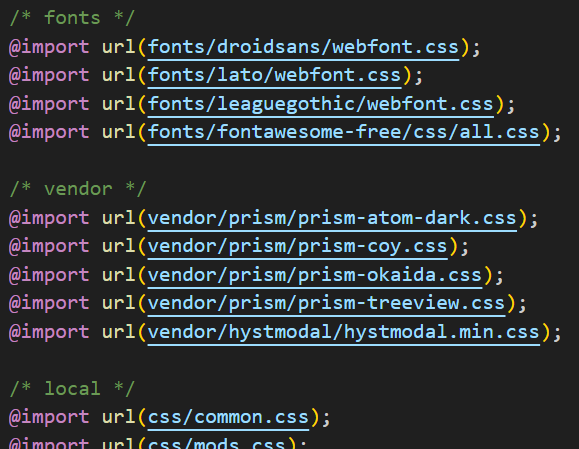 /* fonts */
@import url(fonts/droidsans/webfont.css);
@import url(fonts/lato/webfont.css);
@import url(fonts/leaguegothic/webfont.css);
@import url(fonts/fontawesome-free/css/all.css);
/* vendor */
@import url(vendor/prism/prism-atom-dark.css);
@import url(vendor/prism/prism-coy.css);
@import url(vendor/prism/prism-okaida.css);
@import url(vendor/prism/prism-treeview.css);
@import url(vendor/hystmodal/hystmodal.min.css);
/* local */
@import url(css/common.css);
@import url(css/mods.css);